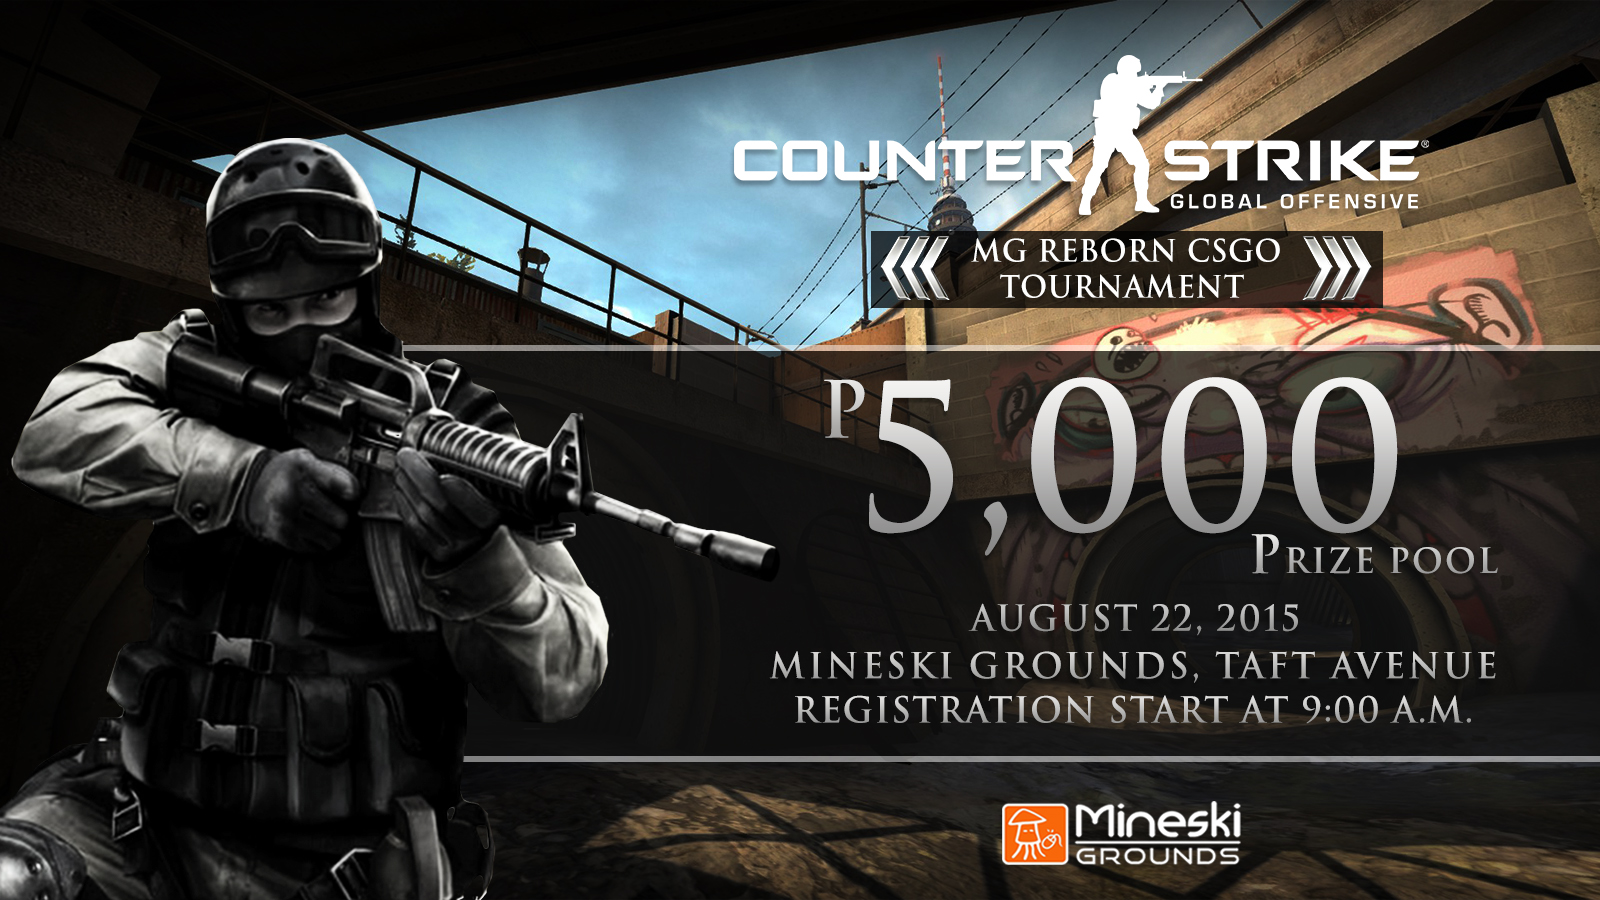 COUNTER STRIKE®
GLOBAL OFFENSIVE
MG REBORN CSGO
TOURNAMENT
P5,000
PRIZE POOL
AUGUST 22, 2015
MINESKI GROUNDS, TAFT AVENUE
REGISTRATION START AT 9:00 A.M.
Mineski
GROUNDS